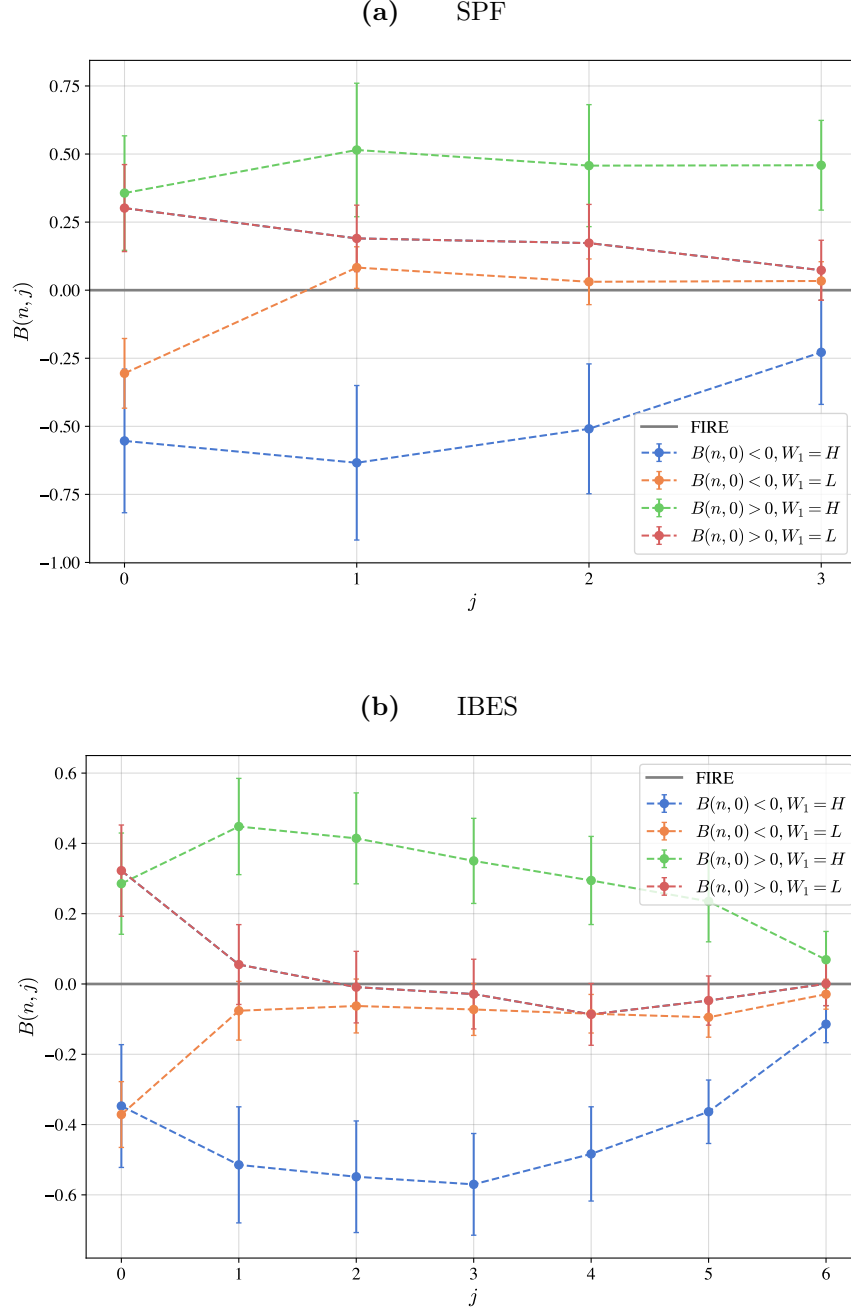 (a) SPF
0.75
0.50
0.25
0.00
−0.25
−0.50
−0.75
−1.00
B(n, j)
FIRE
B(n, 0) < 0, W₁ = H
B(n, 0) < 0, W₁ = L
B(n, 0) > 0, W₁ = H
B(n, 0) > 0, W₁ = L
0 1 2 3
j
(b) IBES
0.6
0.4
0.2
0.0
−0.2
−0.4
−0.6
B(n, j)
FIRE
B(n, 0) < 0, W₁ = H
B(n, 0) < 0, W₁ = L
B(n, 0) > 0, W₁ = H
B(n, 0) > 0, W₁ = L
0 1 2 3 4 5 6
j